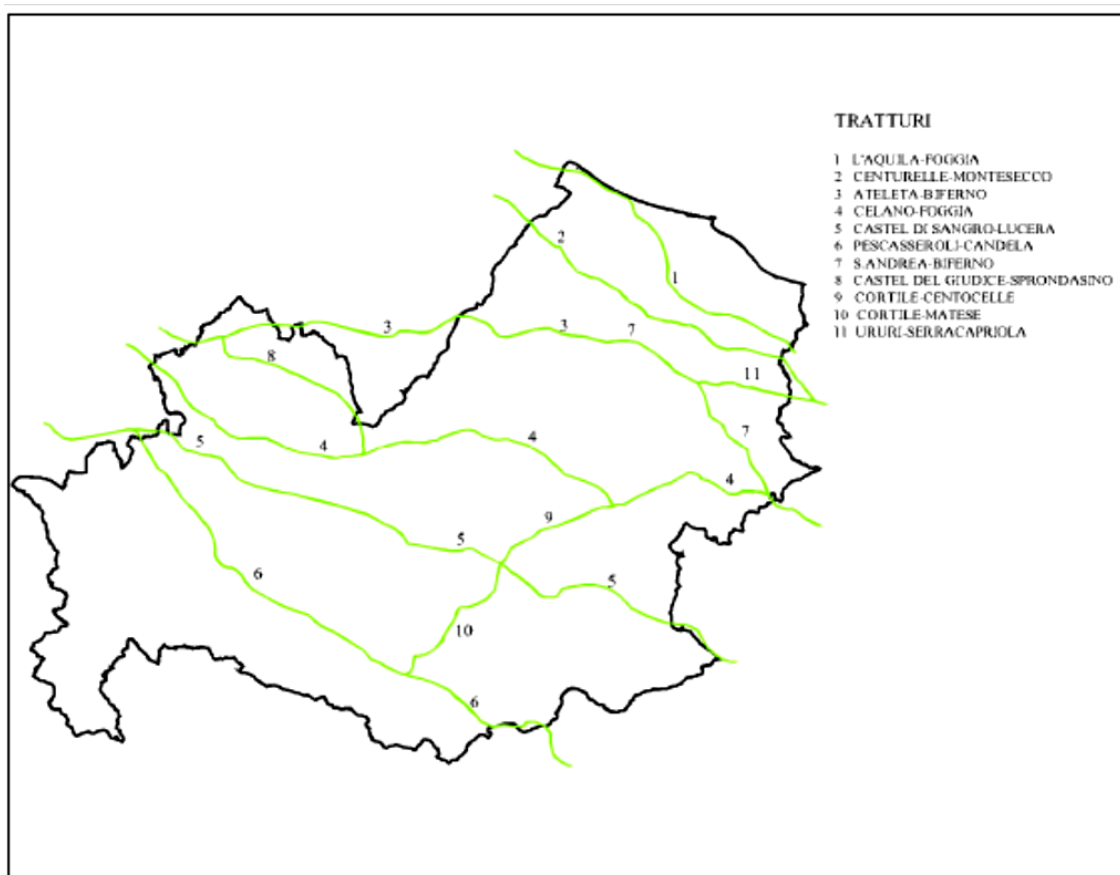 TRATTURI
1 L'AQUILA-FOGGIA
2 CENTURELLE-MONTESECCO
3 ATELETA-BIFERNO
4 CELANO-FOGGIA
5 CASTEL DI SANGRO-LUCERA
6 PESCASSEROLI-CANDELA
7 S.ANDREA-BIFERNO
8 CASTEL DEL GIUDICE-SPRONDASINO
9 CORTILE-CENTOCELLE
10 CORTILE-MATESE
11 URURI-SERRACAPRIOLA
2
1
3
3
7
8
11
5
4
4
7
4
9
5
6
5
10
6